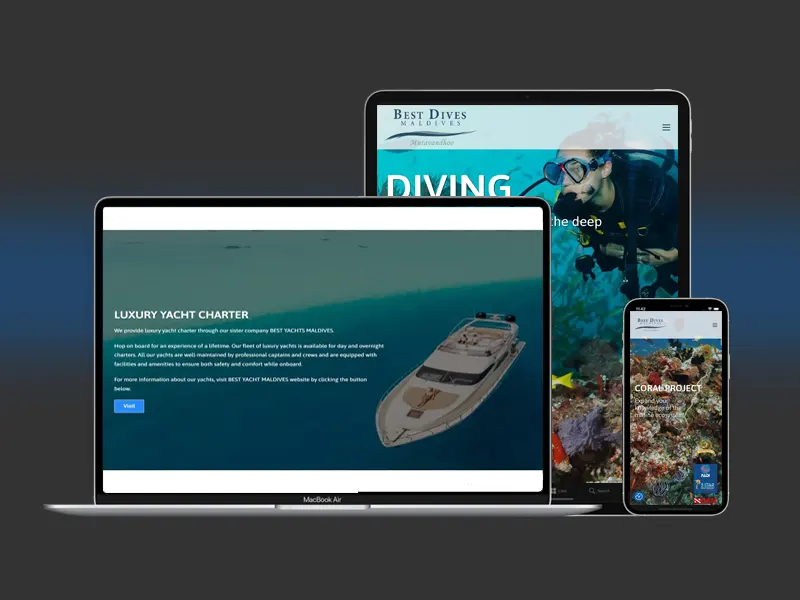 BEST DIVES
MALDIVES
Muravandhoo
DIVING
the deep
LUXURY YACHT CHARTER
We provide luxury yacht charter through our sister company BEST YACHTS MALDIVES.
Hop on board for an experience of a lifetime. Our fleet of luxury yachts is available for day and overnight
charters. All our yachts are well-maintained by professional captains and crews and are equipped with
facilities and amenities to ensure both safety and comfort while onboard.
For more information about our yachts, visit BEST YACHT MALDIVES website by clicking the button
below.
Visit
MacBook Air
Search
11:42
BEST DIVES
CORAL PROJECT
Expand your
knowledge of the
marine ecosystem
PADI